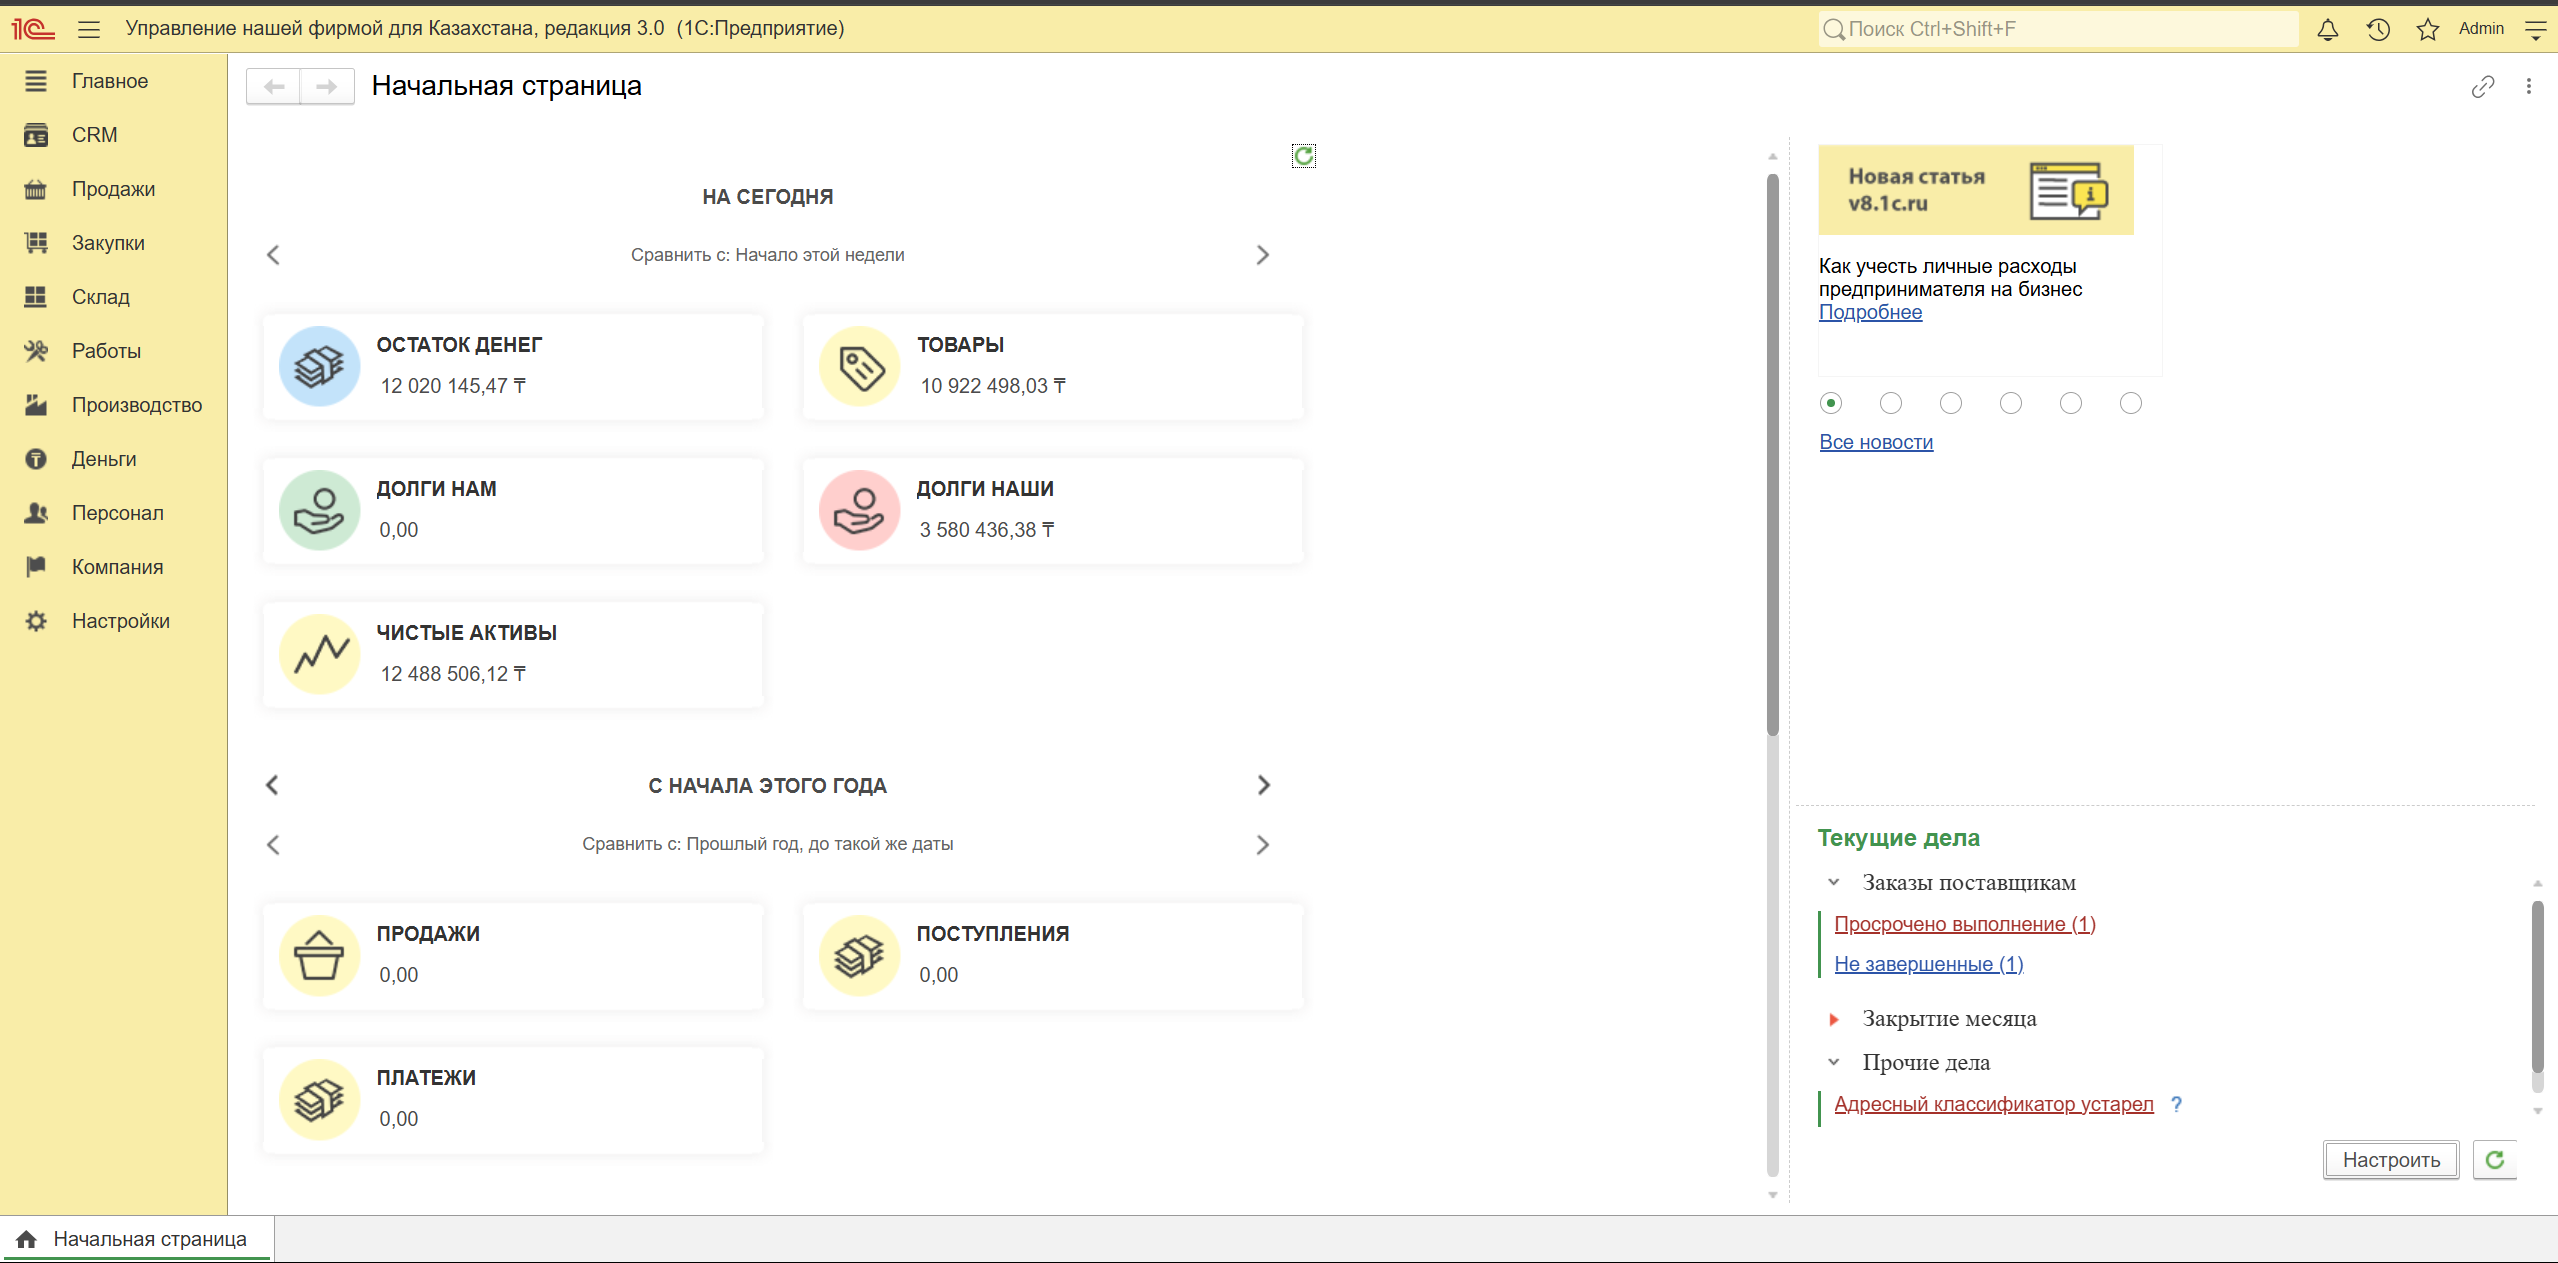 1С Управление нашей фирмой для Казахстана, редакция 3.0 (1С:Предприятие) Поиск Ctrl+Shift+F Admin
Главное
CRM
Продажи
Закупки
Склад
Работы
Производство
Деньги
Персонал
Компания
Настройки
Начальная страница
НА СЕГОДНЯ
Сравнить с: Начало этой недели
ОСТАТОК ДЕНЕГ
12 020 145,47 ₸
ТОВАРЫ
10 922 498,03 ₸
ДОЛГИ НАМ
0,00
ДОЛГИ НАШИ
3 580 436,38 ₸
ЧИСТЫЕ АКТИВЫ
12 488 506,12 ₸
С НАЧАЛА ЭТОГО ГОДА
Сравнить с: Прошлый год, до такой же даты
ПРОДАЖИ
0,00
ПОСТУПЛЕНИЯ
0,00
ПЛАТЕЖИ
0,00
Новая статья
v8.1c.ru
Как учесть личные расходы
предпринимателя на бизнес
Подробнее
Все новости
Текущие дела
Заказы поставщикам
Просрочено выполнение (1)
Не завершенные (1)
Закрытие месяца
Прочие дела
Адресный классификатор устарел ?
Настроить
Начальная страница